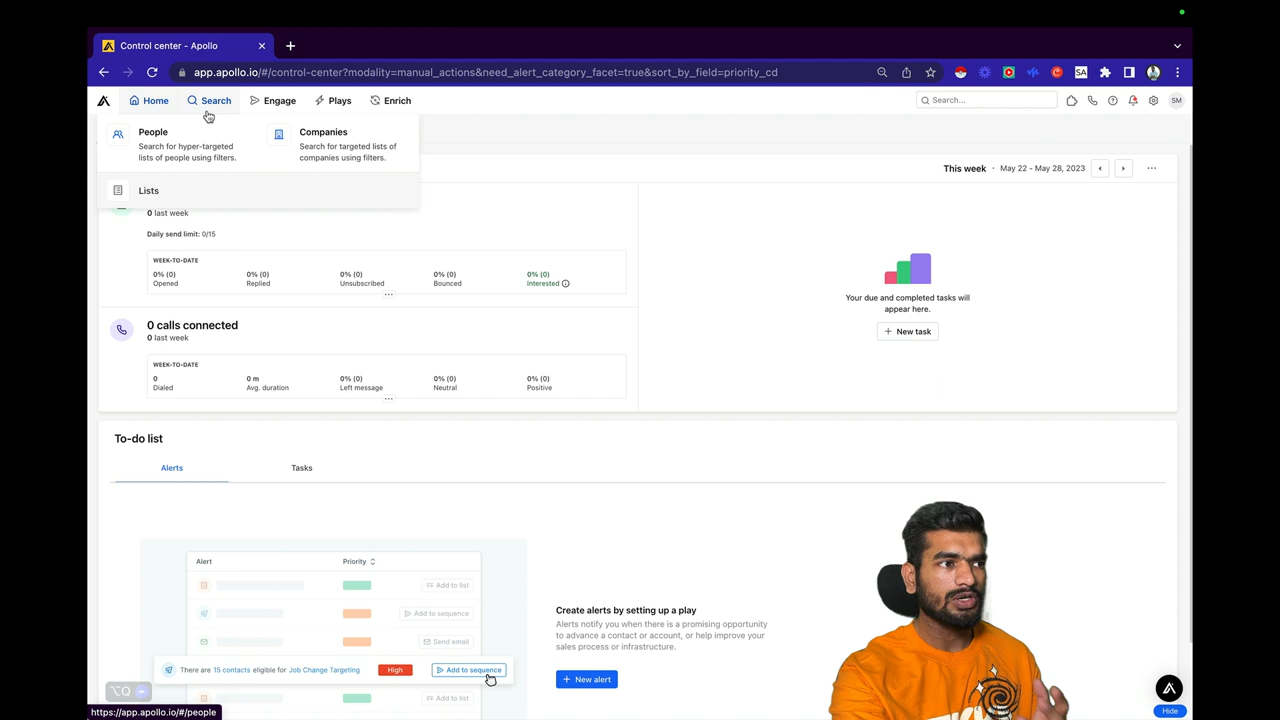 Control center - Apollo
app.apollo.io/#/control-center?modality=manual_actions&need_alert_category_facet=true&sort_by_field=priority_cd
Home
Search
Engage
Plays
Enrich
Search...
SM
People
Search for hyper-targeted
lists of people using filters.
Companies
Search for targeted lists of
companies using filters.
Lists
This week · May 22 - May 28, 2023
0 last week
Daily send limit: 0/15
WEEK-TO-DATE
0% (0) 0% (0) 0% (0) 0% (0) 0% (0)
Opened Replied Unsubscribed Bounced Interested
0 calls connected
0 last week
WEEK-TO-DATE
0 0 m 0% (0) 0% (0) 0% (0)
Dialed Avg. duration Left message Neutral Positive
Your due and completed tasks will
appear here.
New task
To-do list
Alerts
Tasks
Alert
Priority
Add to list
Add to sequence
Send email
There are 15 contacts eligible for Job Change Targeting
High
Add to sequence
Add to list
Create alerts by setting up a play
Alerts notify you when there is a promising opportunity
to advance a contact or account, or help improve your
sales process or infrastructure.
New alert
⌥Q
Hide
https://app.apollo.io/#/people